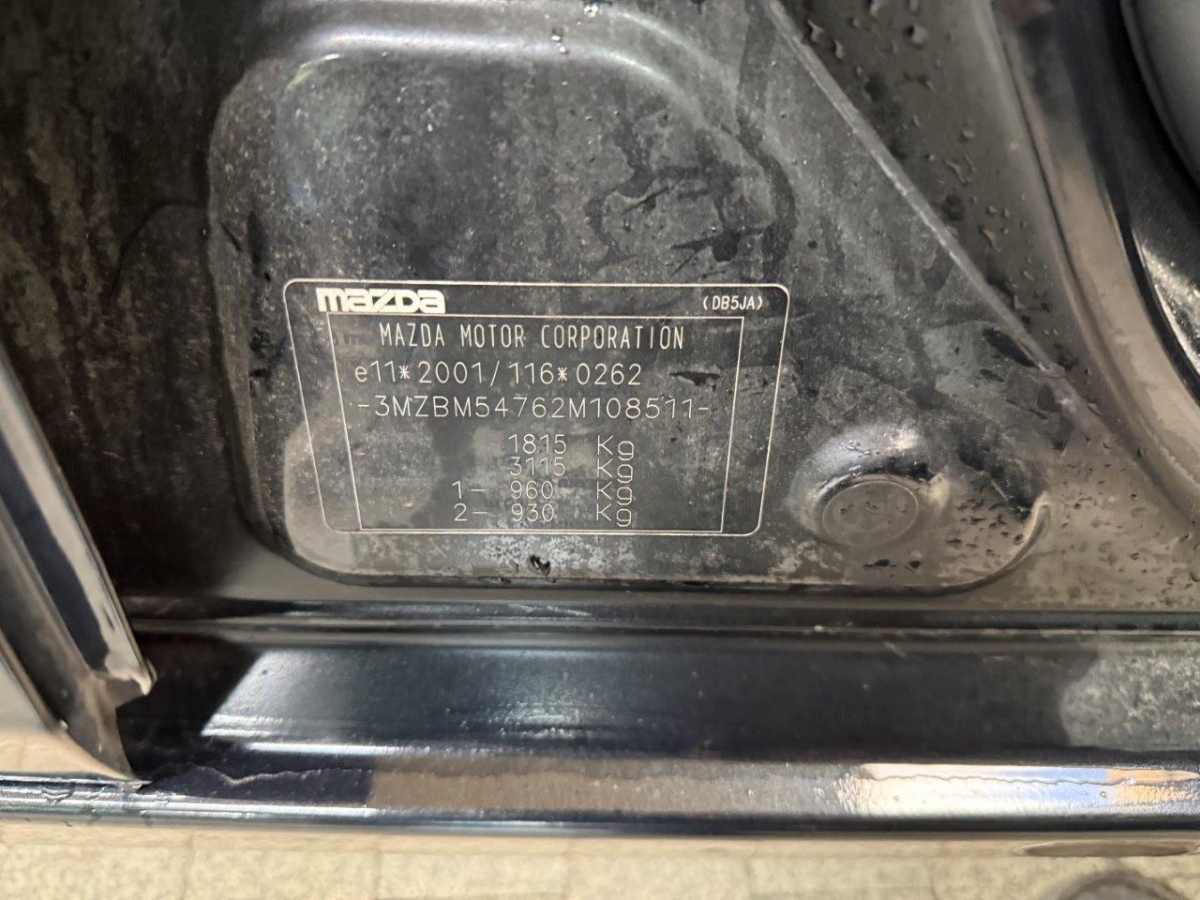 mazda (DB5JA)
MAZDA MOTOR CORPORATION
e11*2001/116*0262
-3MZBM54762M108511-
1815 Kg
3115 Kg
1- 960 Kg
2- 930 Kg